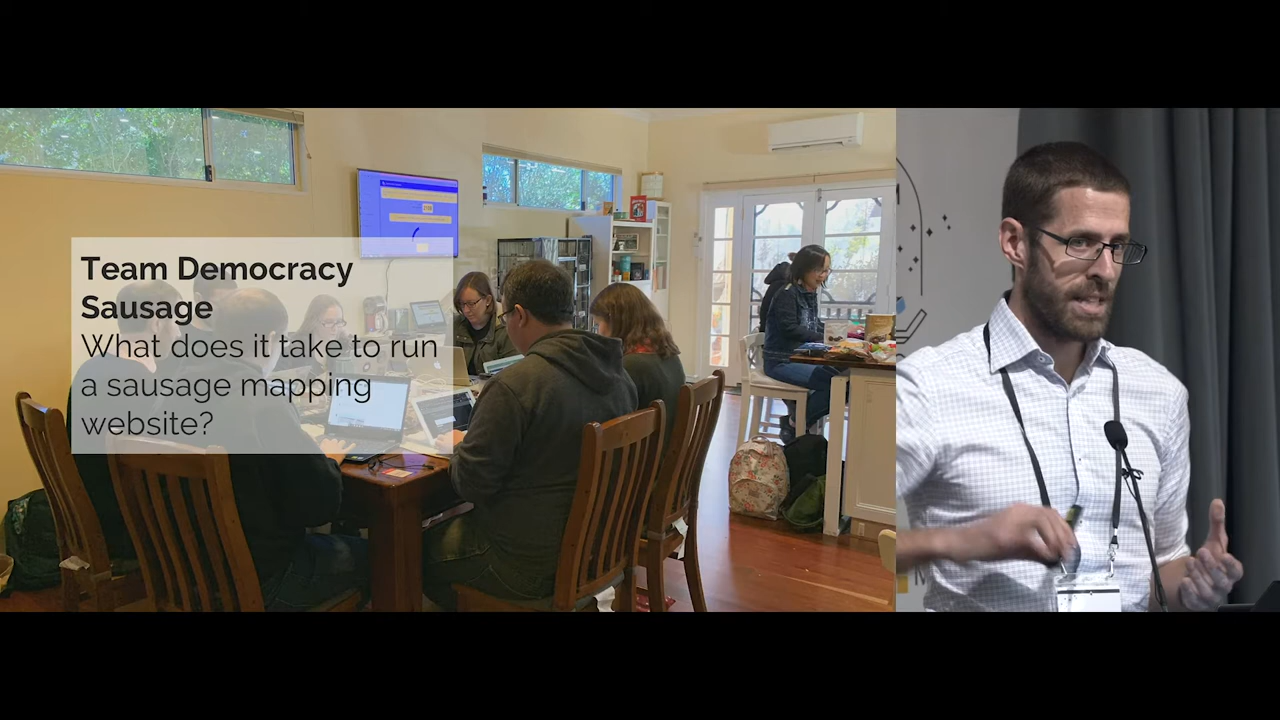 Team Democracy
Sausage
What does it take to run
a sausage mapping
website?